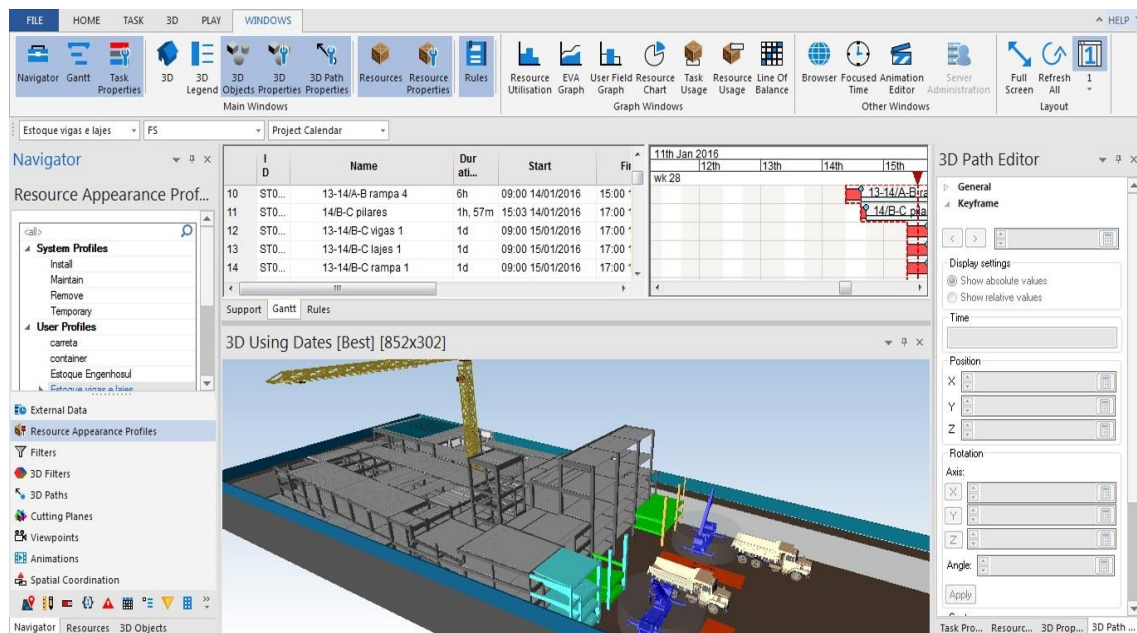 FILE HOME TASK 3D PLAY WINDOWS HELP
Navigator Gantt Task Properties 3D 3D Legend 3D Objects 3D Properties 3D Path Properties Resources Resource Properties Rules Resource Utilisation EVA Graph User Field Graph Resource Chart Task Usage Resource Usage Line Of Balance Browser Focused Time Animation Editor Server Administration Full Screen Refresh All 1
Main Windows Graph Windows Other Windows Layout
Estoque vigas e lajes FS Project Calendar
Navigator
Resource Appearance Prof...
<all>
System Profiles
Install
Maintain
Remove
Temporary
User Profiles
carreta
container
Estoque Engenhosul
Estoque vigas e lajes
External Data
Resource Appearance Profiles
Filters
3D Filters
3D Paths
Cutting Planes
Viewpoints
Animations
Spatial Coordination
Navigator Resources 3D Objects
ID Name Durati... Start Fir
10 ST0... 13-14/A-B rampa 4 6h 09:00 14/01/2016 15:00 1
11 ST0... 14/B-C pilares 1h, 57m 15:03 14/01/2016 17:00 1
12 ST0... 13-14/B-C vigas 1 1d 09:00 15/01/2016 17:00 1
13 ST0... 13-14/B-C lajes 1 1d 09:00 15/01/2016 17:00 1
14 ST0... 13-14/B-C rampa 1 1d 09:00 15/01/2016 17:00 1
11th Jan 2016
12th 13th 14th 15th
wk 28
13-14/A-B ra
14/B-C pila
Support Gantt Rules
3D Using Dates [Best] [852x302]
3D Path Editor
General
Keyframe
Display settings
Show absolute values
Show relative values
Time
Position
X
Y
Z
Rotation
Axis:
X
Y
Z
Angle:
Apply
Task Pro... Resourc... 3D Prop... 3D Path ...